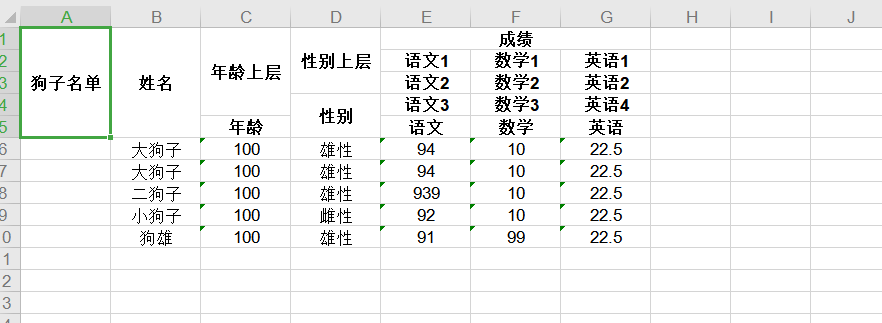 A B C D E F G H I J
1 成绩
2 年龄上层 性别上层 语文1 数学1 英语1
3 狗子名单 姓名 语文2 数学2 英语2
4 性别 语文3 数学3 英语4
5 年龄 语文 数学 英语
6 大狗子 100 雄性 94 10 22.5
7 大狗子 100 雄性 94 10 22.5
8 二狗子 100 雄性 939 10 22.5
9 小狗子 100 雌性 92 10 22.5
0 狗雄 100 雄性 91 99 22.5
1
2
3